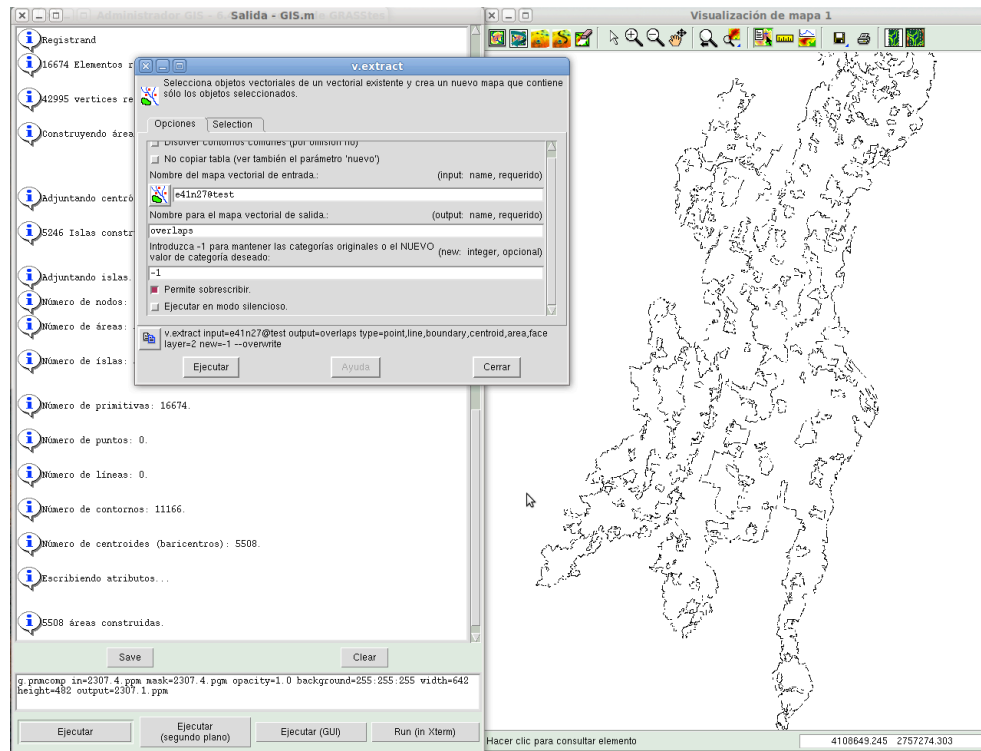 Administrador GIS - 6. Salida - GIS.m te GRASStes
Registrand
16674 Elementos r
42995 vertices re
Construyendo área
Adjuntando centro
5246 Islas constr
Adjuntando islas.
Número de nodos:
Número de áreas:
Número de islas:
Número de primitivas: 16674.
Número de puntos: 0.
Número de líneas: 0.
Número de contornos: 11166.
Número de centroides (baricentros): 5508.
Escribiendo atributos...
5508 áreas construidas.
Save
Clear
g.pnmcomp in=2307.4.ppm mask=2307.4.pgm opacity=1.0 background=255:255:255 width=642
height=482 output=2307.1.ppm
Ejecutar
Ejecutar
(segundo plano)
Ejecutar (GUI)
Run (in Xterm)
v.extract
Selecciona objetos vectoriales de un vectorial existente y crea un nuevo mapa que contiene
sólo los objetos seleccionados.
Opciones
Selection
Disolver contornos comunes (por omisión no)
No copiar tabla (ver también el parámetro 'nuevo')
Nombre del mapa vectorial de entrada.: (input: name, requerido)
e41n27@test
Nombre para el mapa vectorial de salida.: (output: name, requerido)
overlaps
Introduzca -1 para mantener las categorías originales o el NUEVO
valor de categoría deseado: (new: integer, opcional)
-1
Permite sobrescribir.
Ejecutar en modo silencioso.
v.extract input=e41n27@test output=overlaps type=point,line,boundary,centroid,area,face
layer=2 new=-1 --overwrite
Ejecutar
Ayuda
Cerrar
Visualización de mapa 1
Hacer clic para consultar elemento
4108649.245 2757274.303